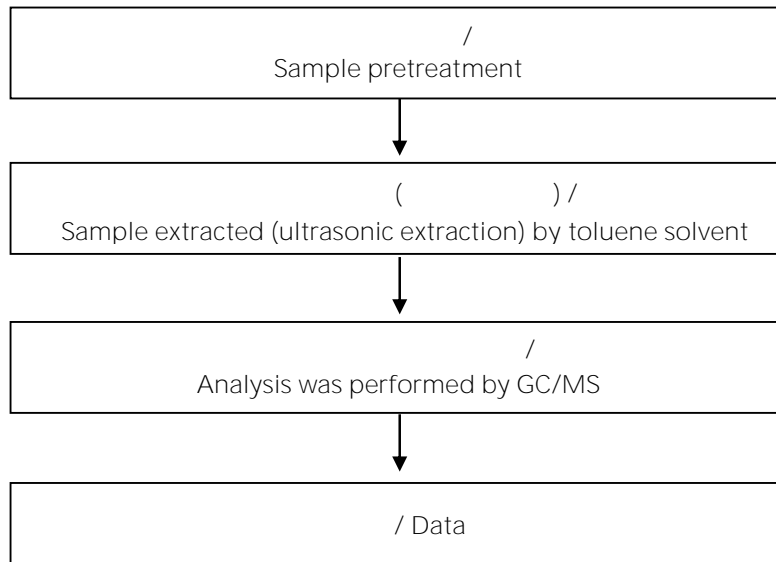 /
Sample pretreatment
( ) /
Sample extracted (ultrasonic extraction) by toluene solvent
/
Analysis was performed by GC/MS
/ Data